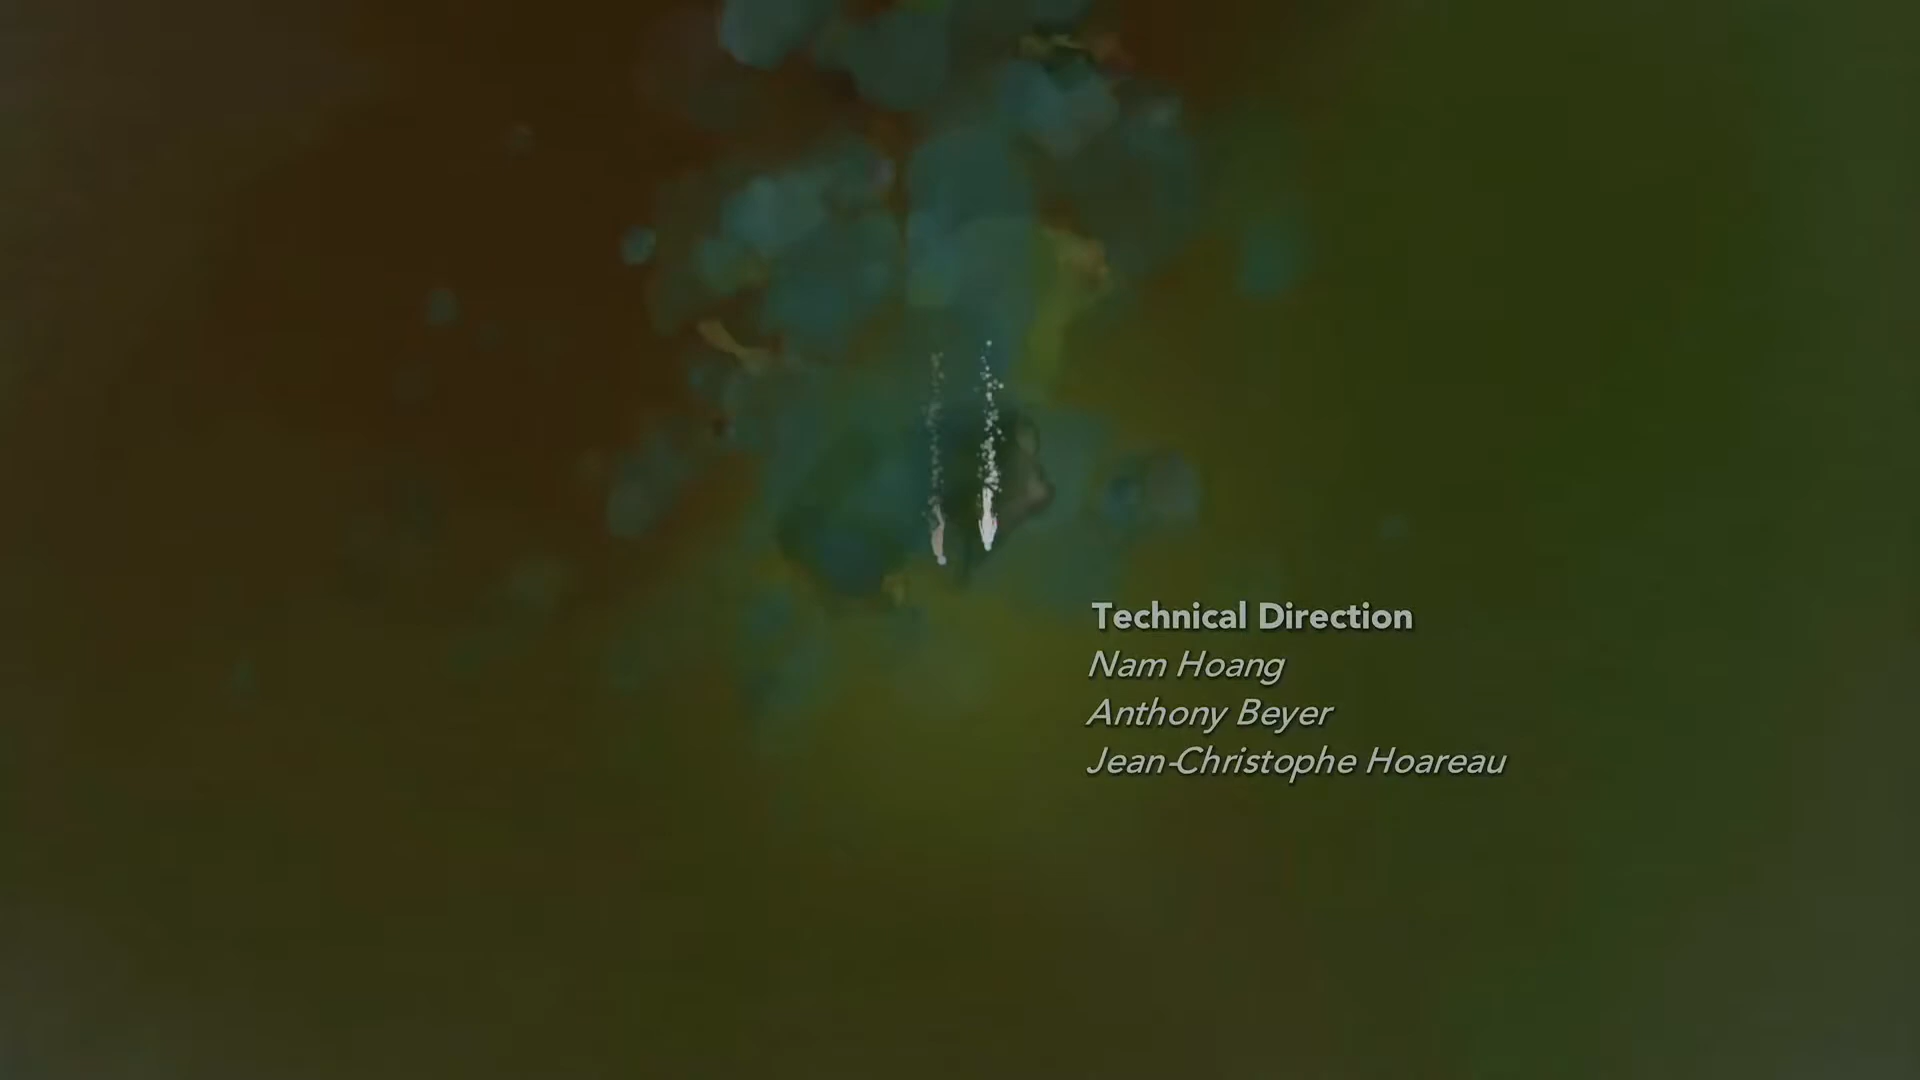 Technical Direction
Nam Hoang
Anthony Beyer
Jean-Christophe Hoareau